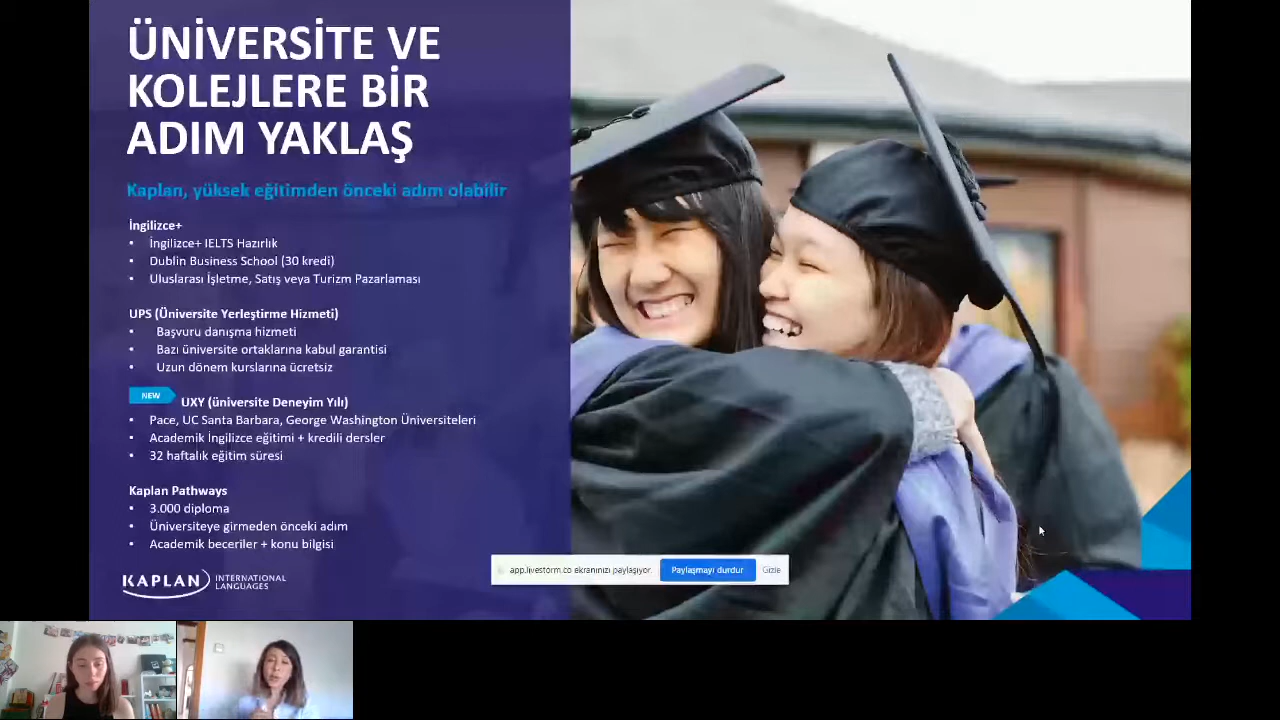 ÜNİVERSİTE VE
KOLEJLERE BİR
ADIM YAKLAŞ
Kaplan, yüksek eğitimden önceki adım olabilir
İngilizce+
• İngilizce+ IELTS Hazırlık
• Dublin Business School (30 kredi)
• Uluslarası İşletme, Satış veya Turizm Pazarlaması
UPS (Üniversite Yerleştirme Hizmeti)
• Başvuru danışma hizmeti
• Bazı üniversite ortaklarına kabul garantisi
• Uzun dönem kurslarına ücretsiz
NEW UXY (üniversite Deneyim Yılı)
• Pace, UC Santa Barbara, George Washington Üniversiteleri
• Academik İngilizce eğitimi + kredili dersler
• 32 haftalık eğitim süresi
Kaplan Pathways
• 3.000 diploma
• Üniversiteye girmeden önceki adım
• Academik beceriler + konu bilgisi
KAPLAN INTERNATIONAL
LANGUAGES
app.livestorm.co ekranınızı paylaşıyor. Paylaşmayı durdur Gizle